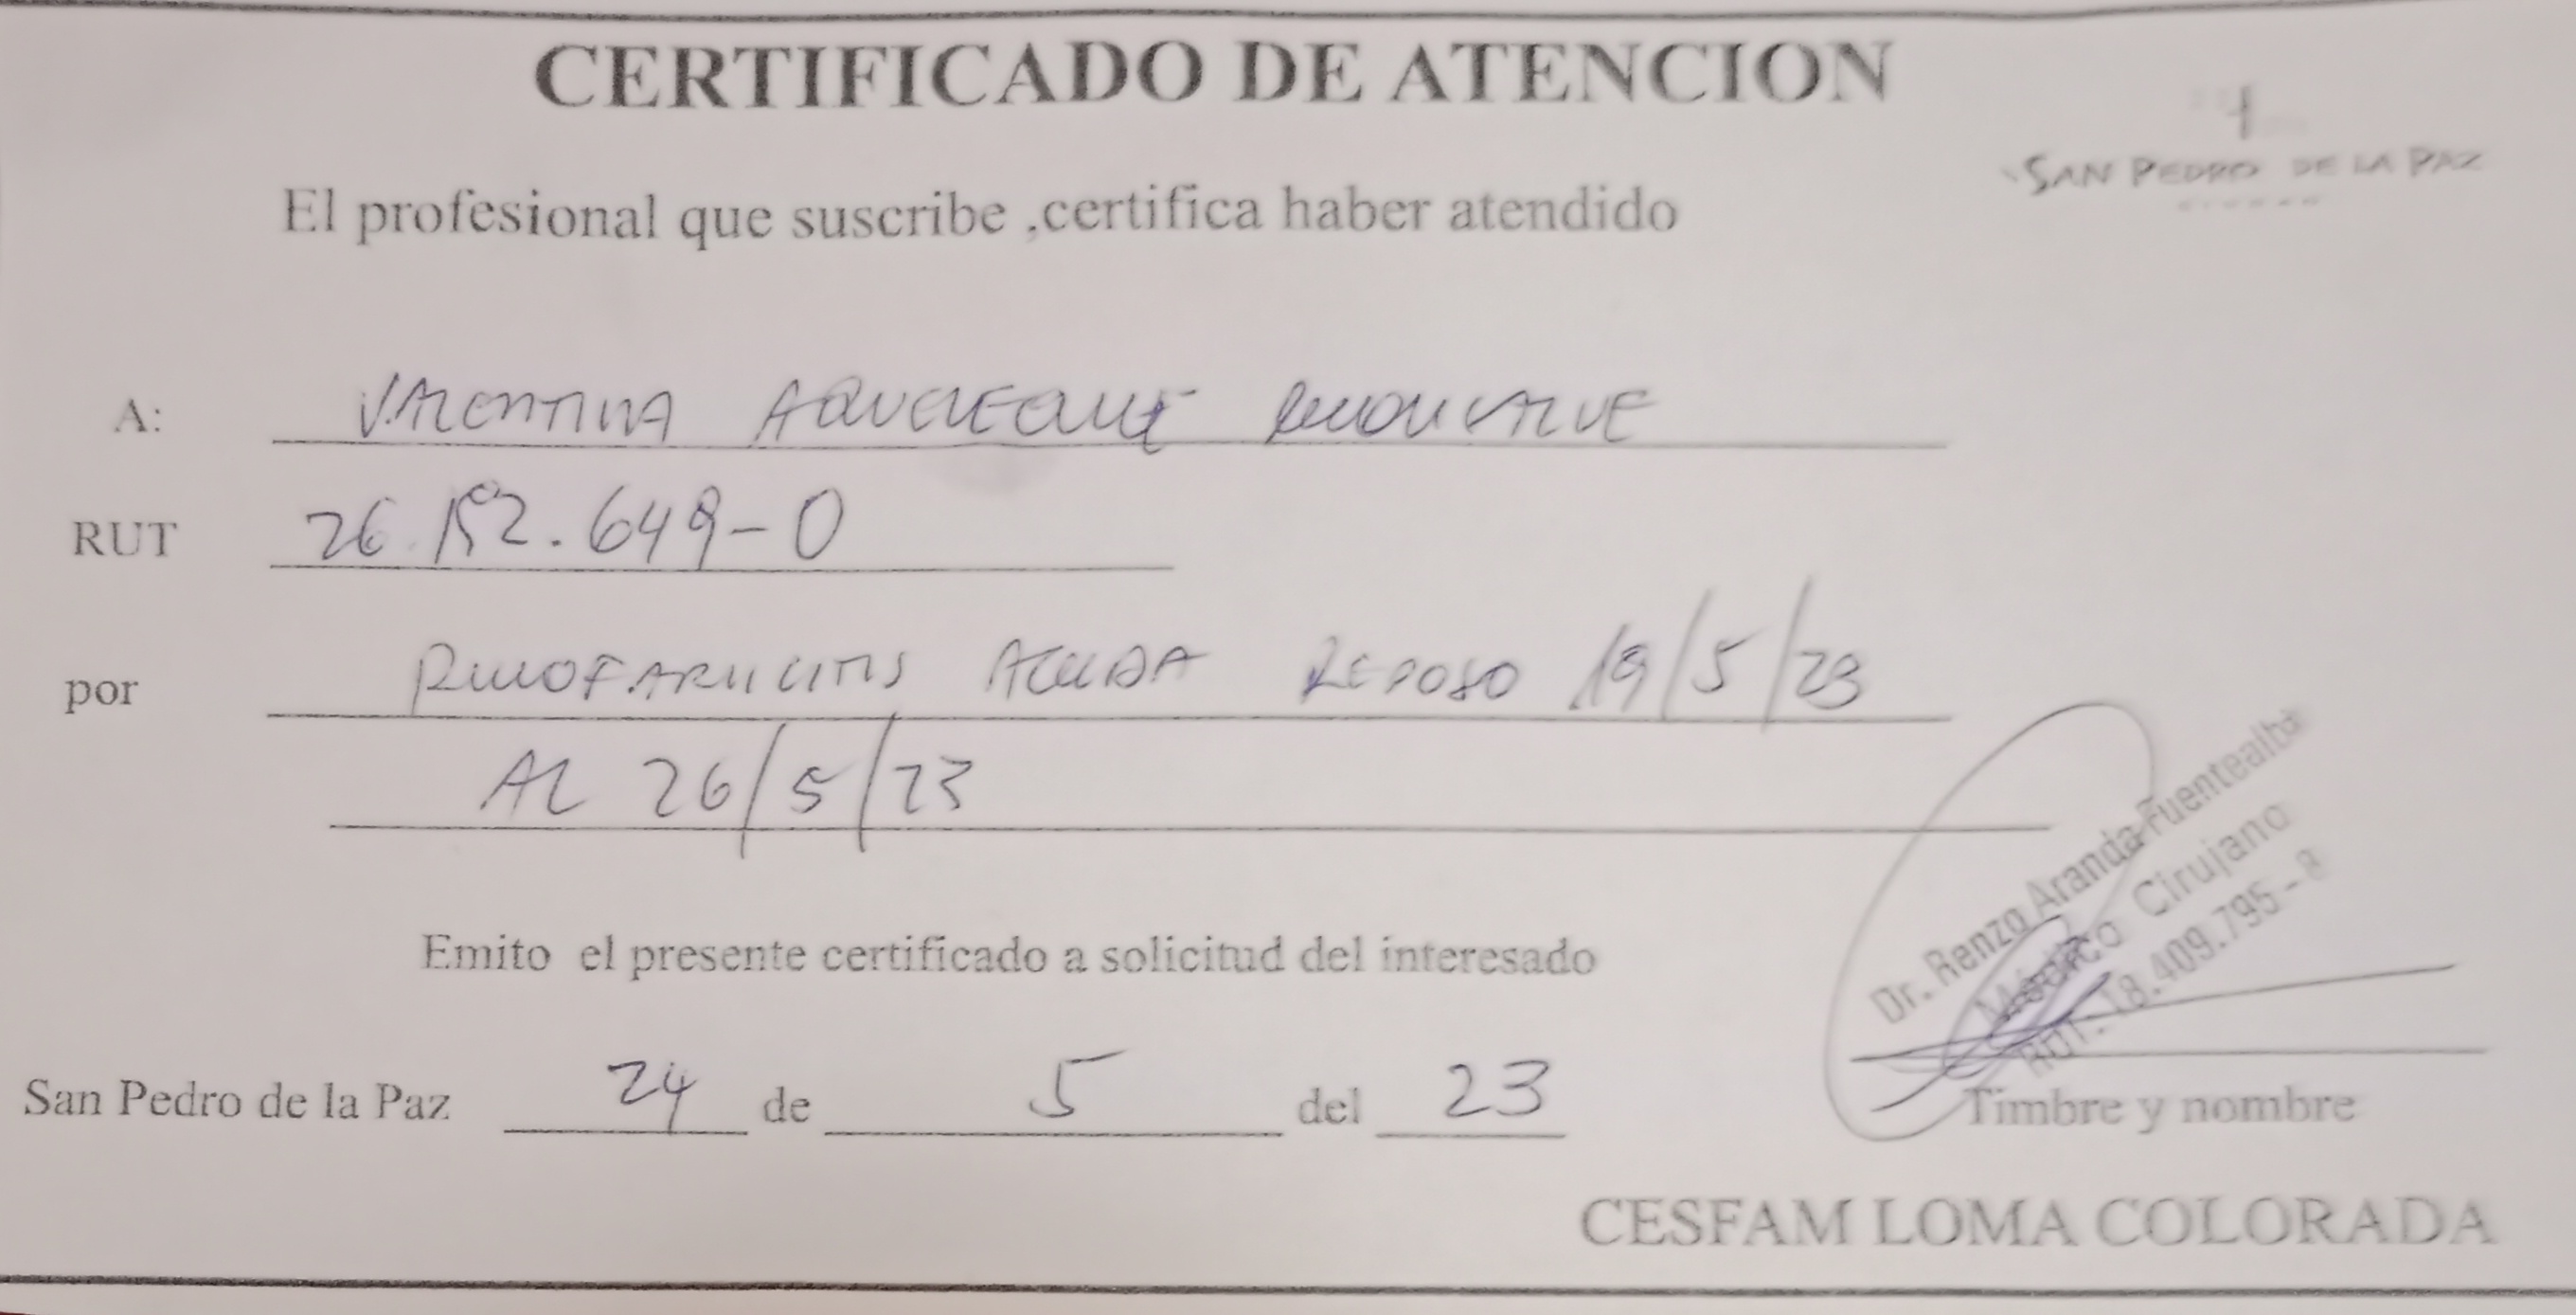 CERTIFICADO DE ATENCION
SAN PEDRO DE LA PAZ
El profesional que suscribe ,certifica haber atendido
A: VALENTINA AQUEVEQUE
RUT 26.152.649-0
por RINOFARINGITIS AGUDA REPOSO 19/5/23
AL 26/5/23
Dr. Renzo Aranda Fuentealba
Médico Cirujano
RUT: 18.409.795-8
Emito el presente certificado a solicitud del interesado
San Pedro de la Paz 24 de 5 del 23
Timbre y nombre
CESFAM LOMA COLORADA